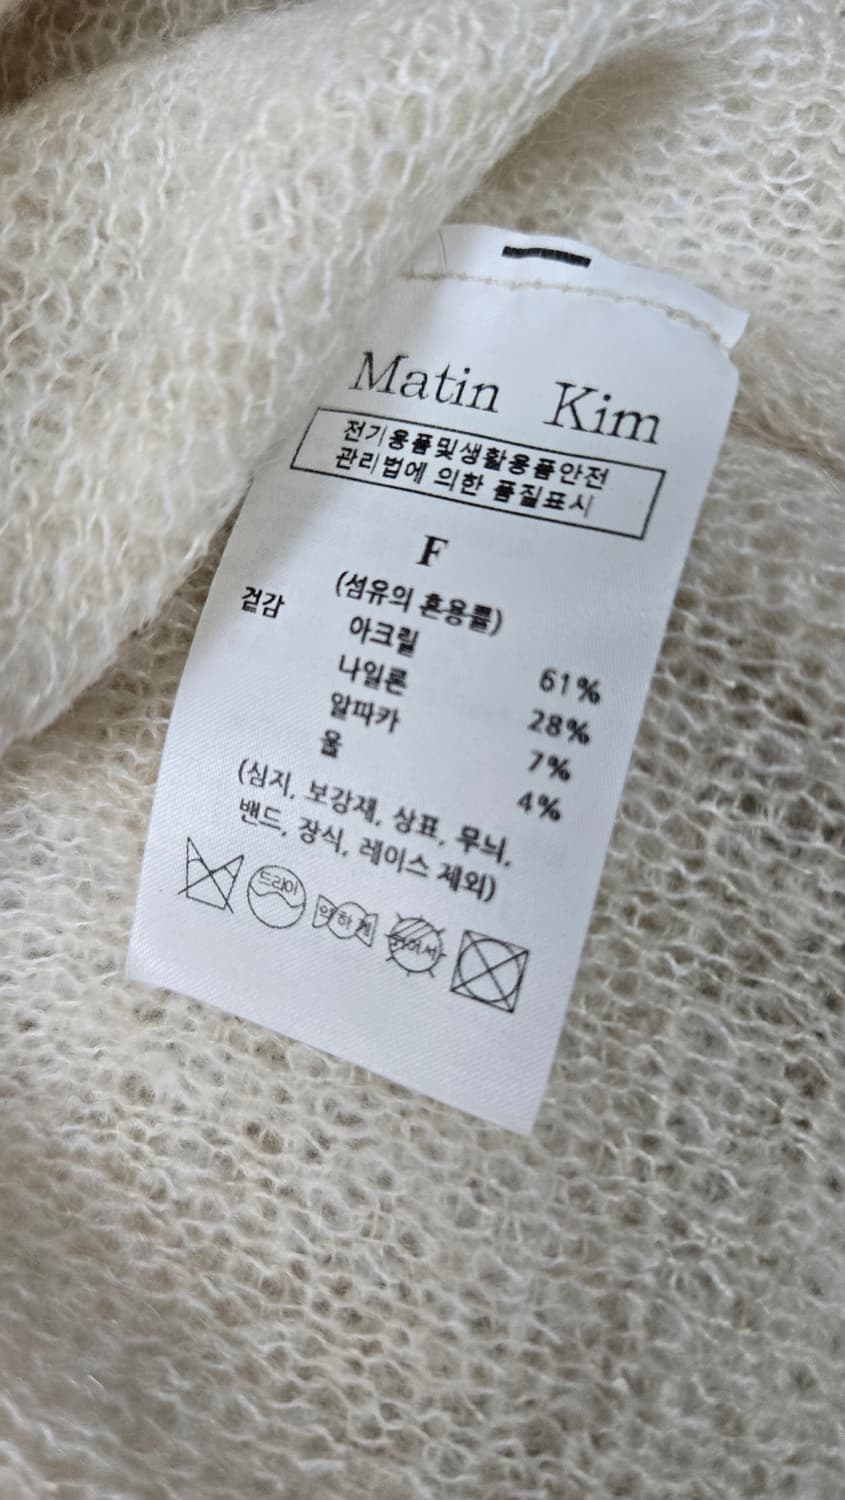 Matin Kim
전기용품및생활용품안전
관리법에 의한 품질표시
F
(섬유의 혼용률)
겉감
아크릴 61%
나일론 28%
알파카 7%
울 4%
(심지, 보강재, 상표, 무늬,
밴드, 장식, 레이스 제외)
드라이 약하게 뉘어서